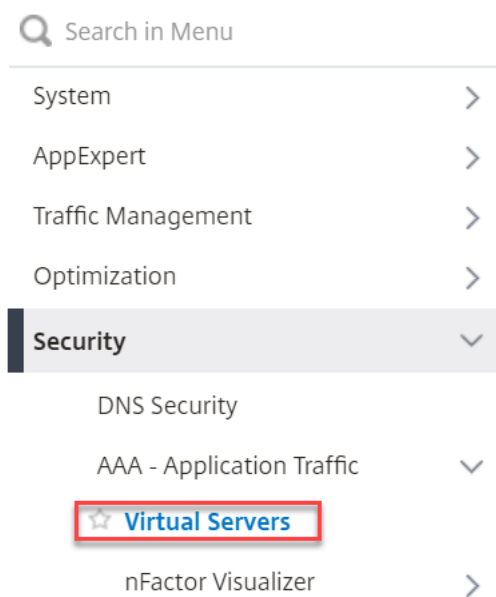 Search in Menu
System
AppExpert
Traffic Management
Optimization
Security
DNS Security
AAA - Application Traffic
Virtual Servers
nFactor Visualizer